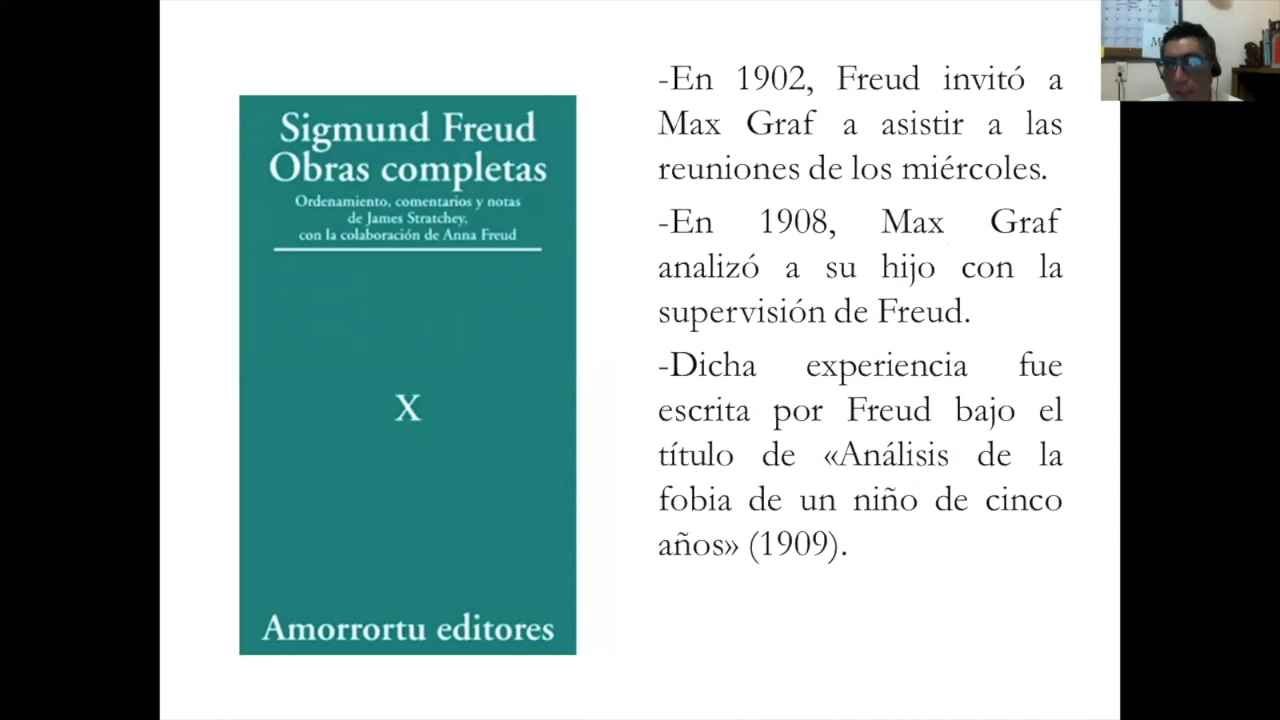 Sigmund Freud
Obras completas
Ordenamiento, comentarios y notas
de James Stratchey,
con la colaboración de Anna Freud
X
Amorrortu editores
-En 1902, Freud invitó a
Max Graf a asistir a las
reuniones de los miércoles.
-En 1908, Max Graf
analizó a su hijo con la
supervisión de Freud.
-Dicha experiencia fue
escrita por Freud bajo el
título de «Análisis de la
fobia de un niño de cinco
años» (1909).